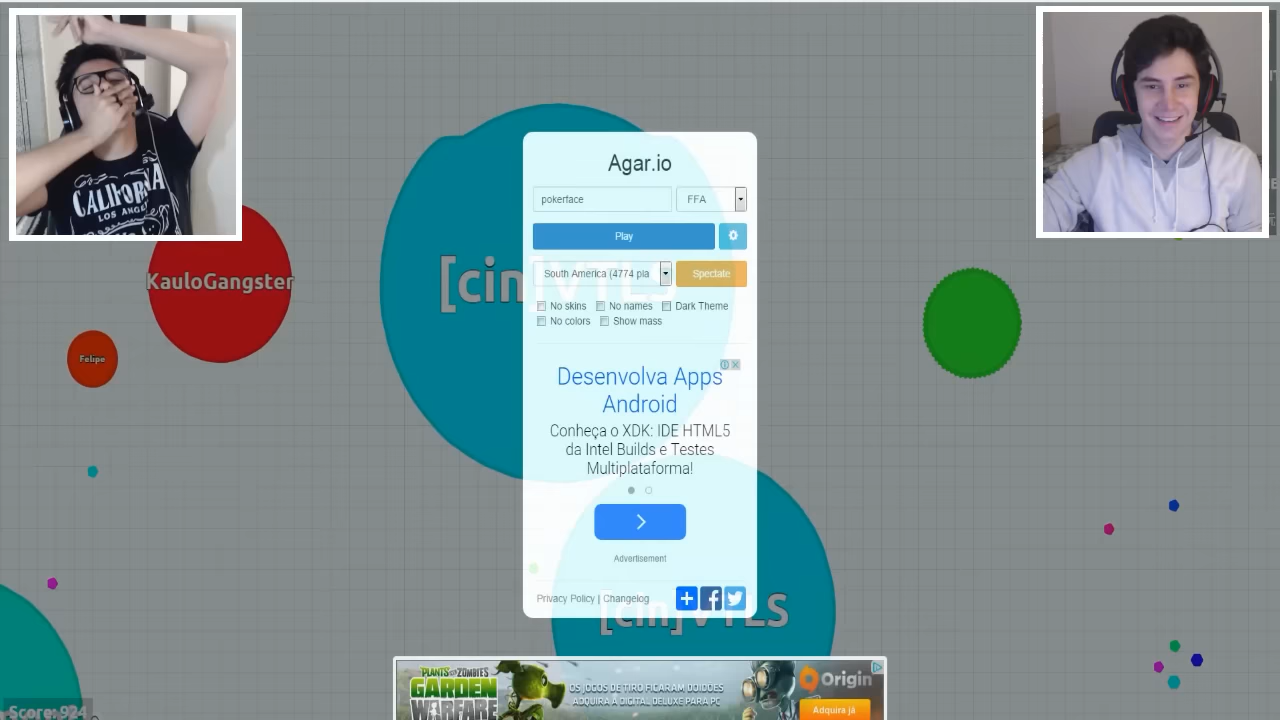 CALIFORNIA
LOS ANG
KauloGangster
Felipe
[cin]VTLS
Agar.io
pokerface
FFA
Play
South America (4774 pla
Spectate
No skins No names Dark Theme
No colors Show mass
Desenvolva Apps
Android
Conheça o XDK: IDE HTML5
da Intel Builds e Testes
Multiplataforma!
Advertisement
Privacy Policy | Changelog
[cin]VTLS
PLANTS vs. ZOMBIES
GARDEN
WARFARE
OS JOGOS DE TIRO FICARAM DOIDÕES
ADQUIRA A DIGITAL DELUXE PARA PC
Origin
Adquira já
Score: 924